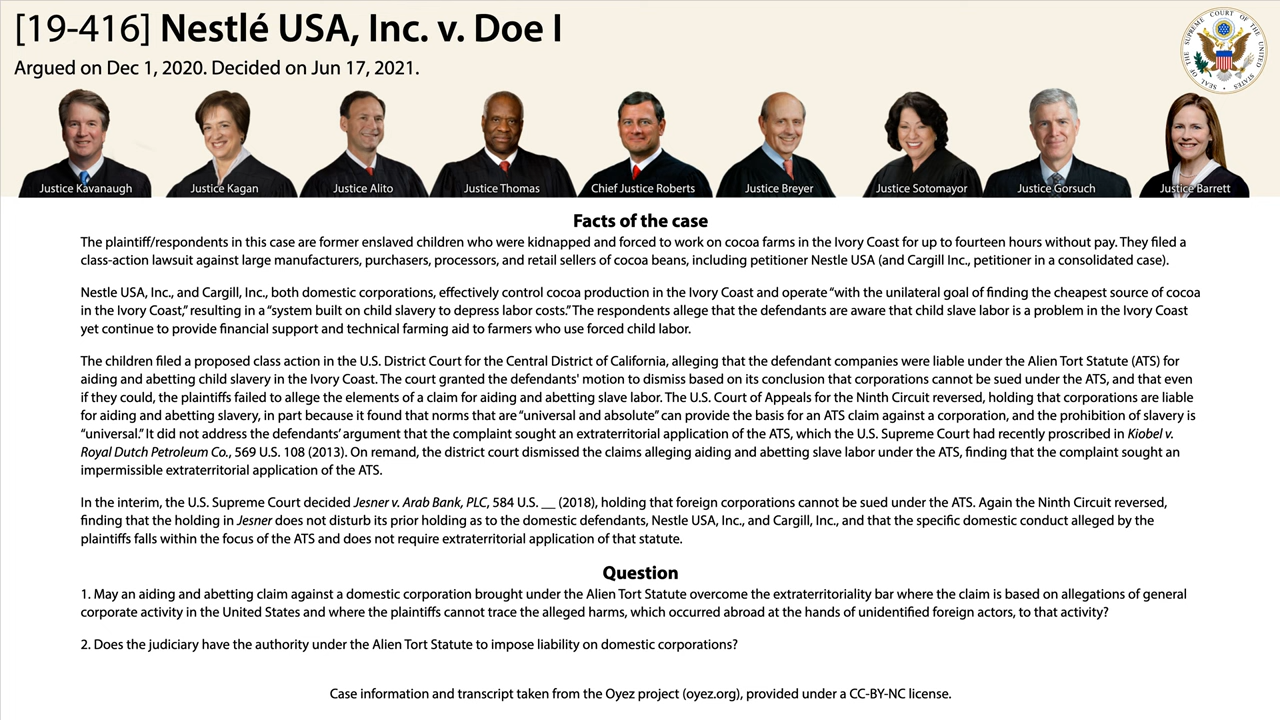 [19-416] Nestlé USA, Inc. v. Doe I
Argued on Dec 1, 2020. Decided on Jun 17, 2021.
SEAL OF THE SUPREME COURT OF THE UNITED STATES
Justice Kavanaugh
Justice Kagan
Justice Alito
Justice Thomas
Chief Justice Roberts
Justice Breyer
Justice Sotomayor
Justice Gorsuch
Justice Barrett
Facts of the case
The plaintiff/respondents in this case are former enslaved children who were kidnapped and forced to work on cocoa farms in the Ivory Coast for up to fourteen hours without pay. They filed a
class-action lawsuit against large manufacturers, purchasers, processors, and retail sellers of cocoa beans, including petitioner Nestle USA (and Cargill Inc., petitioner in a consolidated case).
Nestle USA, Inc., and Cargill, Inc., both domestic corporations, effectively control cocoa production in the Ivory Coast and operate “with the unilateral goal of finding the cheapest source of cocoa
in the Ivory Coast,” resulting in a “system built on child slavery to depress labor costs.” The respondents allege that the defendants are aware that child slave labor is a problem in the Ivory Coast
yet continue to provide financial support and technical farming aid to farmers who use forced child labor.
The children filed a proposed class action in the U.S. District Court for the Central District of California, alleging that the defendant companies were liable under the Alien Tort Statute (ATS) for
aiding and abetting child slavery in the Ivory Coast. The court granted the defendants' motion to dismiss based on its conclusion that corporations cannot be sued under the ATS, and that even
if they could, the plaintiffs failed to allege the elements of a claim for aiding and abetting slave labor. The U.S. Court of Appeals for the Ninth Circuit reversed, holding that corporations are liable
for aiding and abetting slavery, in part because it found that norms that are “universal and absolute” can provide the basis for an ATS claim against a corporation, and the prohibition of slavery is
“universal.” It did not address the defendants’ argument that the complaint sought an extraterritorial application of the ATS, which the U.S. Supreme Court had recently proscribed in Kiobel v.
Royal Dutch Petroleum Co., 569 U.S. 108 (2013). On remand, the district court dismissed the claims alleging aiding and abetting slave labor under the ATS, finding that the complaint sought an
impermissible extraterritorial application of the ATS.
In the interim, the U.S. Supreme Court decided Jesner v. Arab Bank, PLC, 584 U.S. __ (2018), holding that foreign corporations cannot be sued under the ATS. Again the Ninth Circuit reversed,
finding that the holding in Jesner does not disturb its prior holding as to the domestic defendants, Nestle USA, Inc., and Cargill, Inc., and that the specific domestic conduct alleged by the
plaintiffs falls within the focus of the ATS and does not require extraterritorial application of that statute.
Question
1. May an aiding and abetting claim against a domestic corporation brought under the Alien Tort Statute overcome the extraterritoriality bar where the claim is based on allegations of general
corporate activity in the United States and where the plaintiffs cannot trace the alleged harms, which occurred abroad at the hands of unidentified foreign actors, to that activity?
2. Does the judiciary have the authority under the Alien Tort Statute to impose liability on domestic corporations?
Case information and transcript taken from the Oyez project (oyez.org), provided under a CC-BY-NC license.